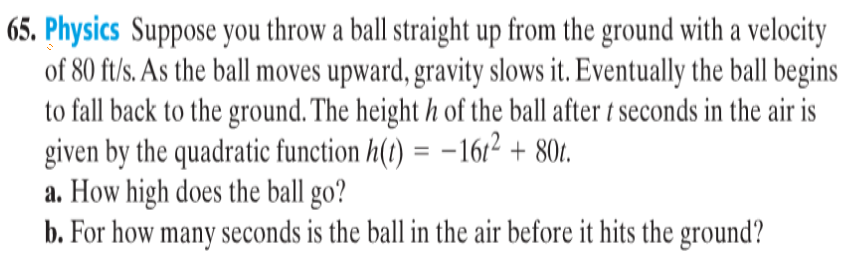 65. Physics Suppose you throw a ball straight up from the ground with a velocity
of 80 ft/s. As the ball moves upward, gravity slows it. Eventually the ball begins
to fall back to the ground. The height h of the ball after t seconds in the air is
given by the quadratic function h(t) = −16t² + 80t.
a. How high does the ball go?
b. For how many seconds is the ball in the air before it hits the ground?